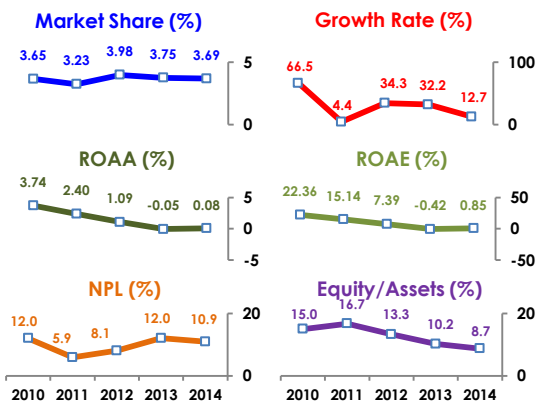 Market Share (%)
3.65 3.23 3.98 3.75 3.69
5
0
Growth Rate (%)
66.5 4.4 34.3 32.2 12.7
100
0
ROAA (%)
3.74 2.40 1.09 -0.05 0.08
5
0
-5
ROAE (%)
22.36 15.14 7.39 -0.42 0.85
50
0
-50
NPL (%)
12.0 5.9 8.1 12.0 10.9
20
0
2010 2011 2012 2013 2014
Equity/Assets (%)
15.0 16.7 13.3 10.2 8.7
20
0
2010 2011 2012 2013 2014